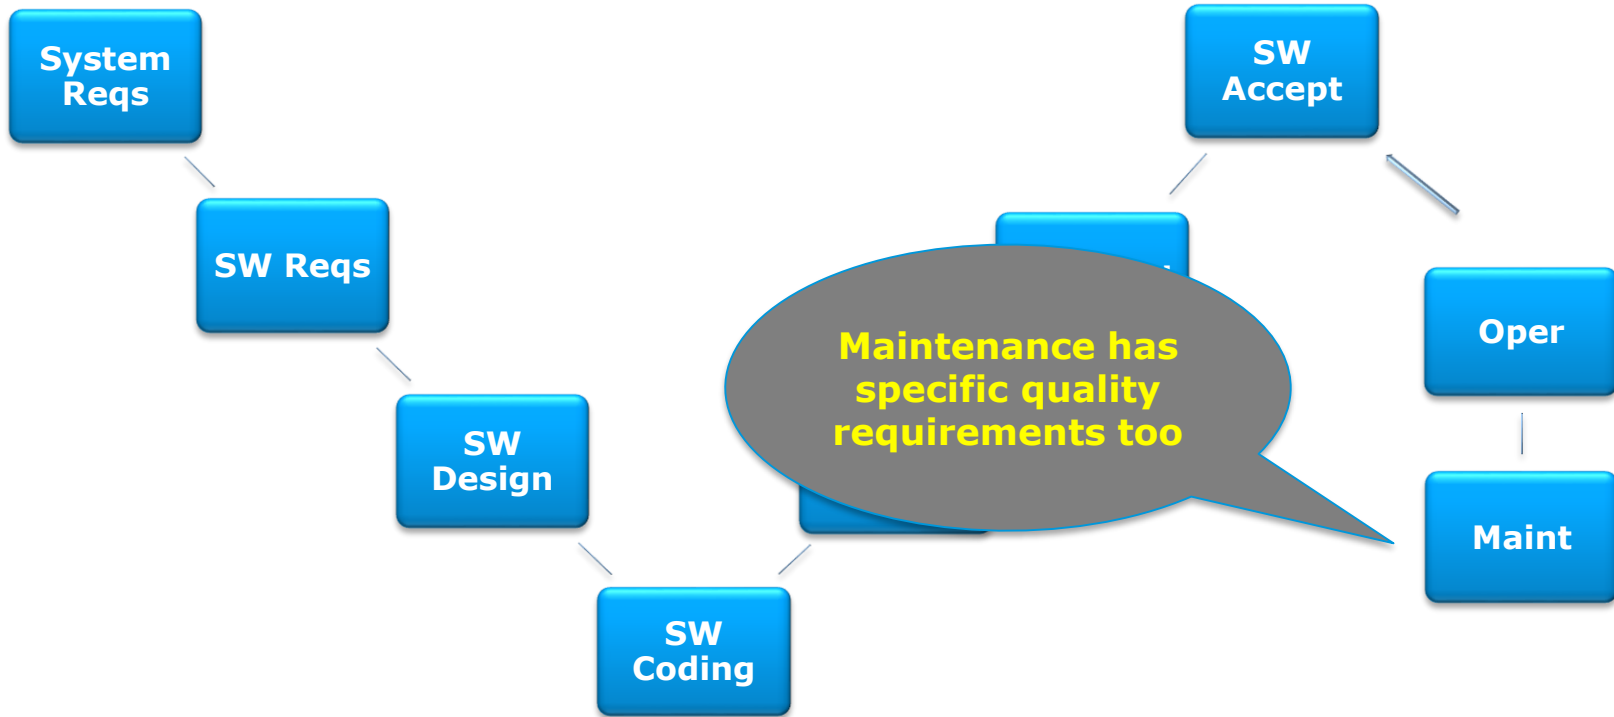 System
Reqs
SW Reqs
SW
Design
SW
Coding
Maintenance has
specific quality
requirements too
SW
Accept
Oper
Maint